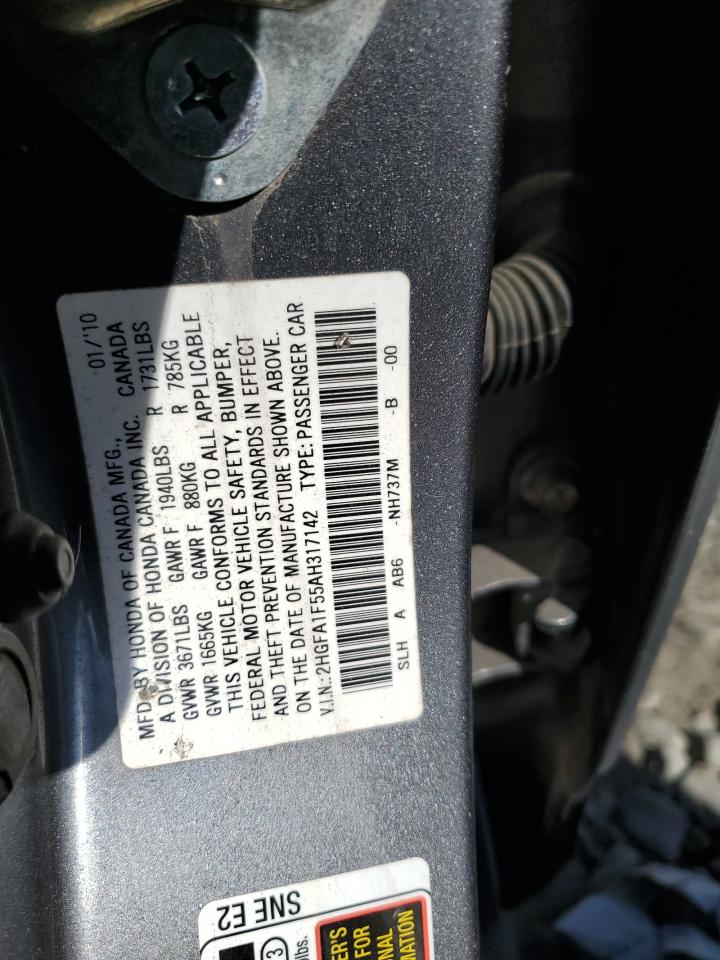 MFD. BY HONDA OF CANADA MFG., 01/10
A DIVISION OF HONDA CANADA INC. CANADA
GVWR 3671LBS GAWR F 1940LBS R 1731LBS
GVWR 1665KG GAWR F 880KG R 785KG
THIS VEHICLE CONFORMS TO ALL APPLICABLE
FEDERAL MOTOR VEHICLE SAFETY, BUMPER,
AND THEFT PREVENTION STANDARDS IN EFFECT
ON THE DATE OF MANUFACTURE SHOWN ABOVE.
V.I.N.:2HGFA1F55AH317142 TYPE:PASSENGER CAR
SLH A AB6 -NH737M -B -00
SNE E2
3
lbs.
ER'S
FOR
NAL
MATION